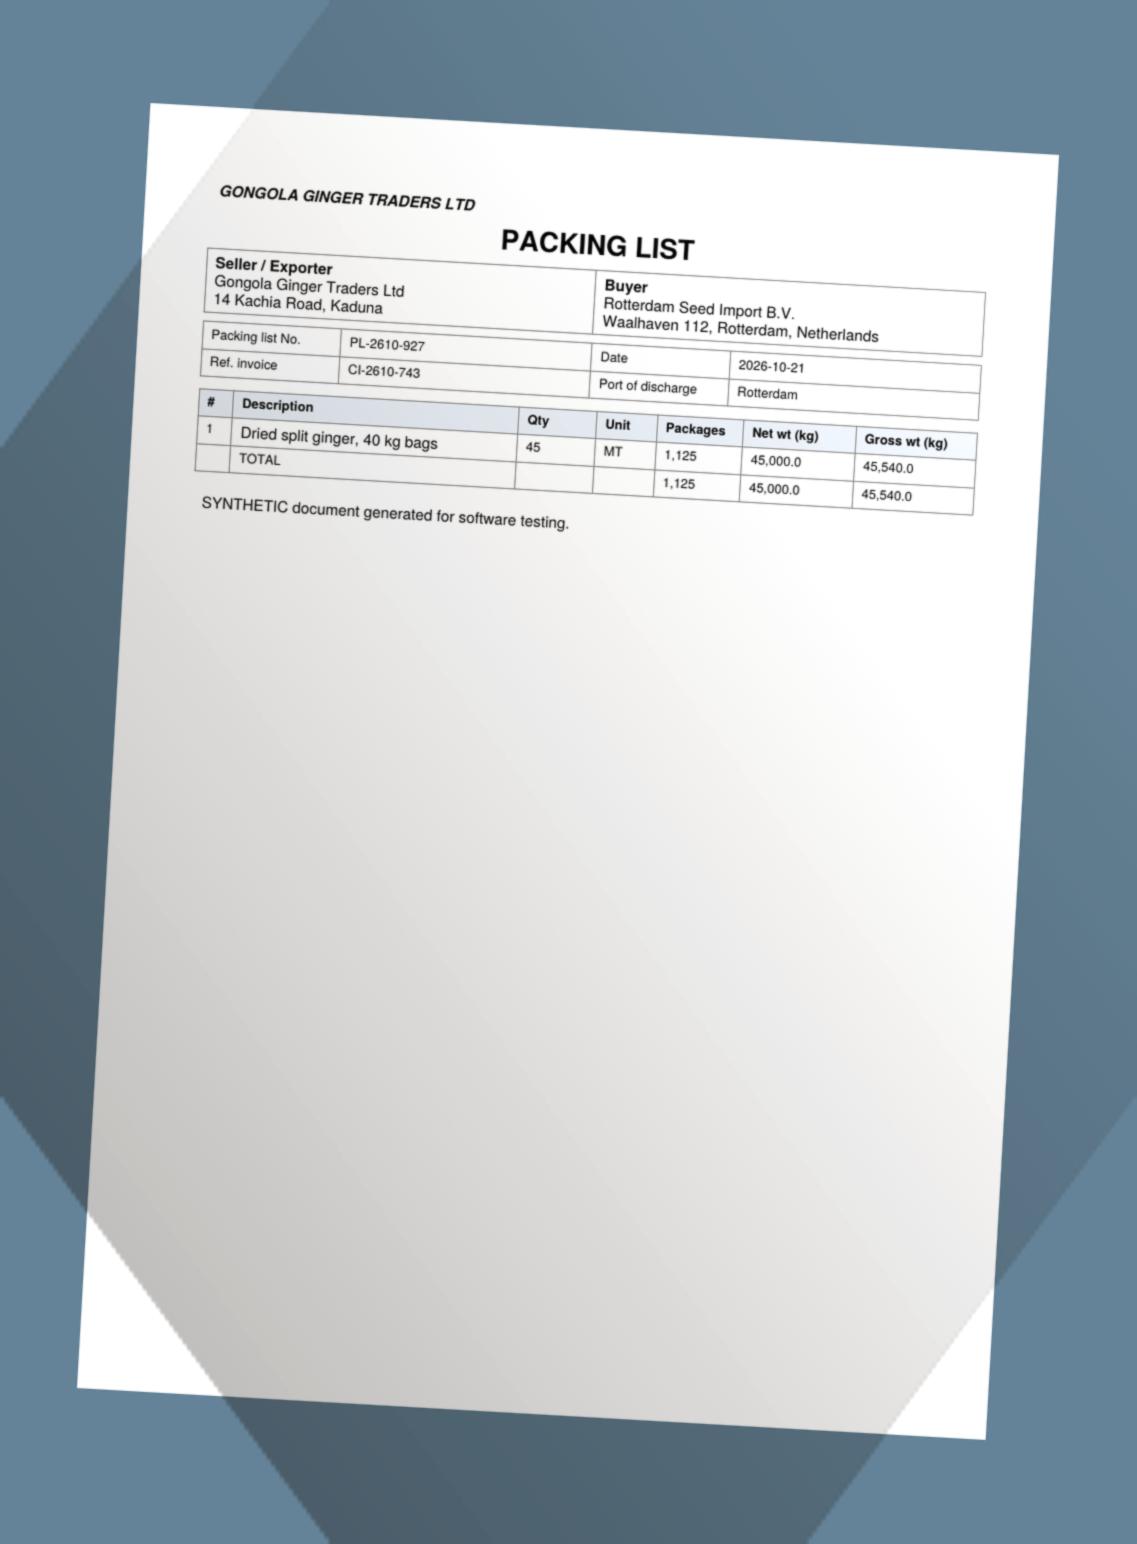 GONGOLA GINGER TRADERS LTD
PACKING LIST
Seller / Exporter
Gongola Ginger Traders Ltd
14 Kachia Road, Kaduna
Buyer
Rotterdam Seed Import B.V.
Waalhaven 112, Rotterdam, Netherlands
Packing list No. PL-2610-927 Date 2026-10-21
Ref. invoice CI-2610-743 Port of discharge Rotterdam
# Description Qty Unit Packages Net wt (kg) Gross wt (kg)
1 Dried split ginger, 40 kg bags 45 MT 1,125 45,000.0 45,540.0
TOTAL 1,125 45,000.0 45,540.0
SYNTHETIC document generated for software testing.